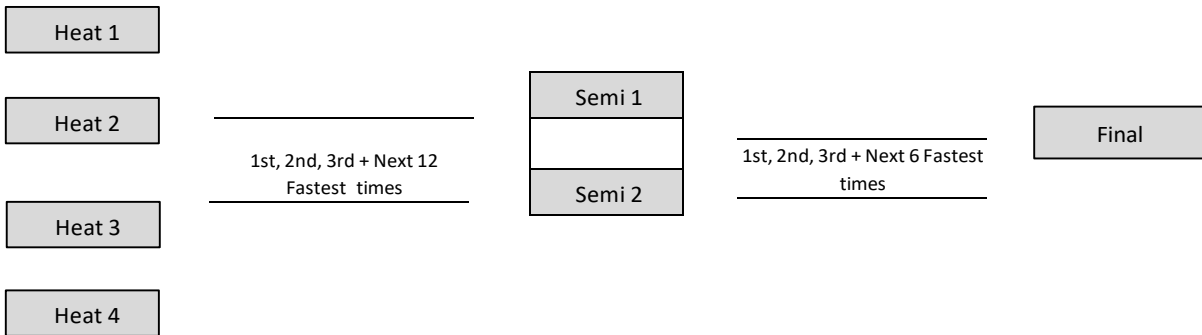 Heat 1
Heat 2
Heat 3
Heat 4
1st, 2nd, 3rd + Next 12
Fastest times
Semi 1
Semi 2
1st, 2nd, 3rd + Next 6 Fastest
times
Final